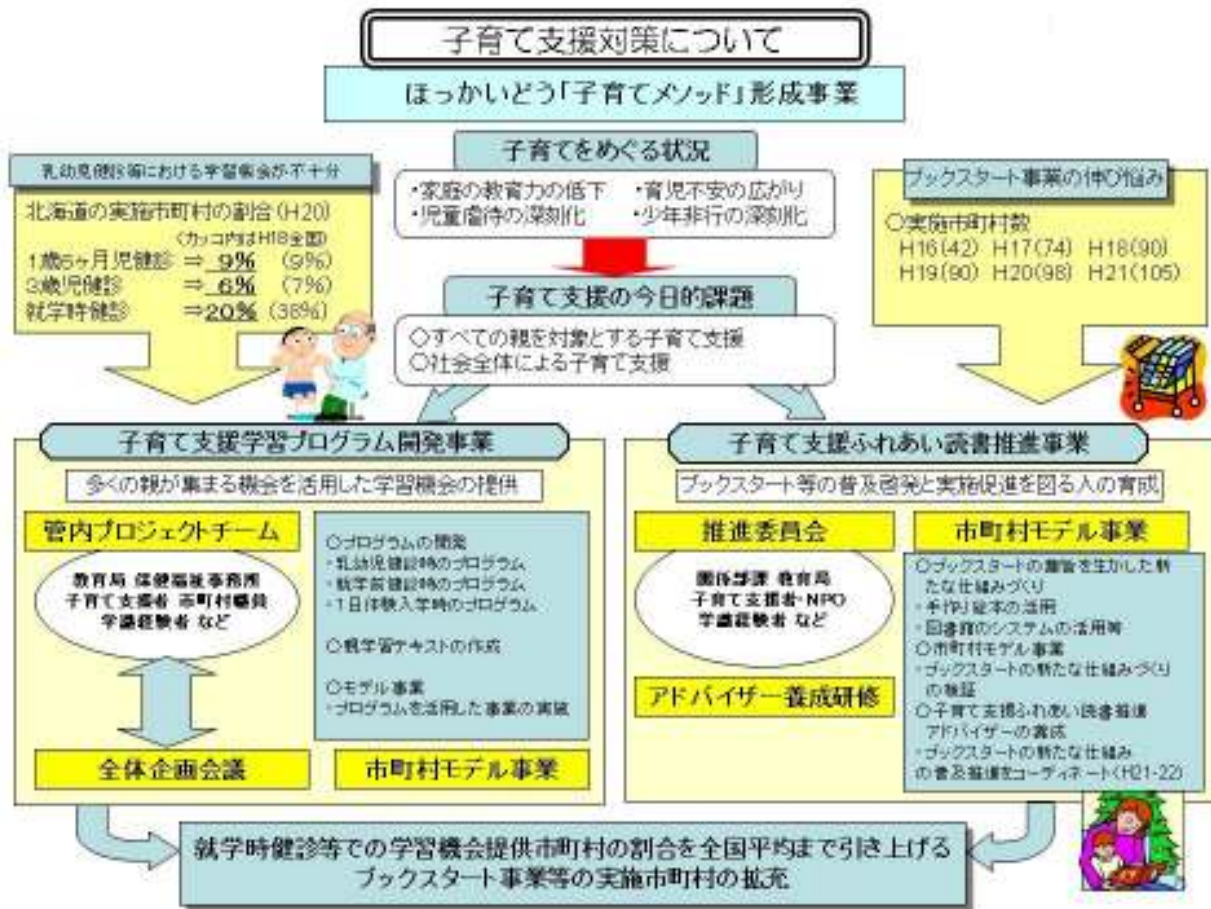 子育て支援対策について
ほっかいどう「子育てメソッド」形成事業
子育てをめぐる状況
・家庭の教育力の低下 ・育児不安の広がり
・児童虐待の深刻化 ・少年非行の深刻化
乳幼児健診等における学習機会が不十分
北海道の実施市町村の割合(H20)
(カッコ内はH18全国)
1歳6ヶ月児健診 ⇒ 9% (9%)
3歳児健診 ⇒ 6% (7%)
就学時健診 ⇒20% (38%)
ブックスタート事業の伸び悩み
○実施市町村数
H16(42) H17(74) H18(90)
H19(90) H20(98) H21(105)
子育て支援の今日的課題
○すべての親を対象とする子育て支援
○社会全体による子育て支援
子育て支援学習プログラム開発事業
多くの親が集まる機会を活用した学習機会の提供
管内プロジェクトチーム
教育局 保健福祉事務所
子育て支援者 市町村職員
学識経験者 など
全体企画会議
○プログラムの開発
・乳幼児健診時のプログラム
・就学前健診時のプログラム
・1日体験入学時のプログラム
○親学習テキストの作成
○モデル事業
・プログラムを活用した事業の実施
市町村モデル事業
子育て支援ふれあい読書推進事業
ブックスタート等の普及啓発と実施促進を図る人の育成
推進委員会
関係部課 教育局
子育て支援者・NPO
学識経験者 など
アドバイザー養成研修
市町村モデル事業
○ブックスタートの趣旨を生かした新
たな仕組みづくり
・手作り絵本の活用
・図書館のシステムの活用等
○市町村モデル事業
・ブックスタートの新たな仕組みづくり
の検証
○子育て支援ふれあい読書推進
アドバイザーの養成
・ブックスタートの新たな仕組み
の普及推進をコーディネート(H21-22)
就学時健診等での学習機会提供市町村の割合を全国平均まで引き上げる
ブックスタート事業等の実施市町村の拡充